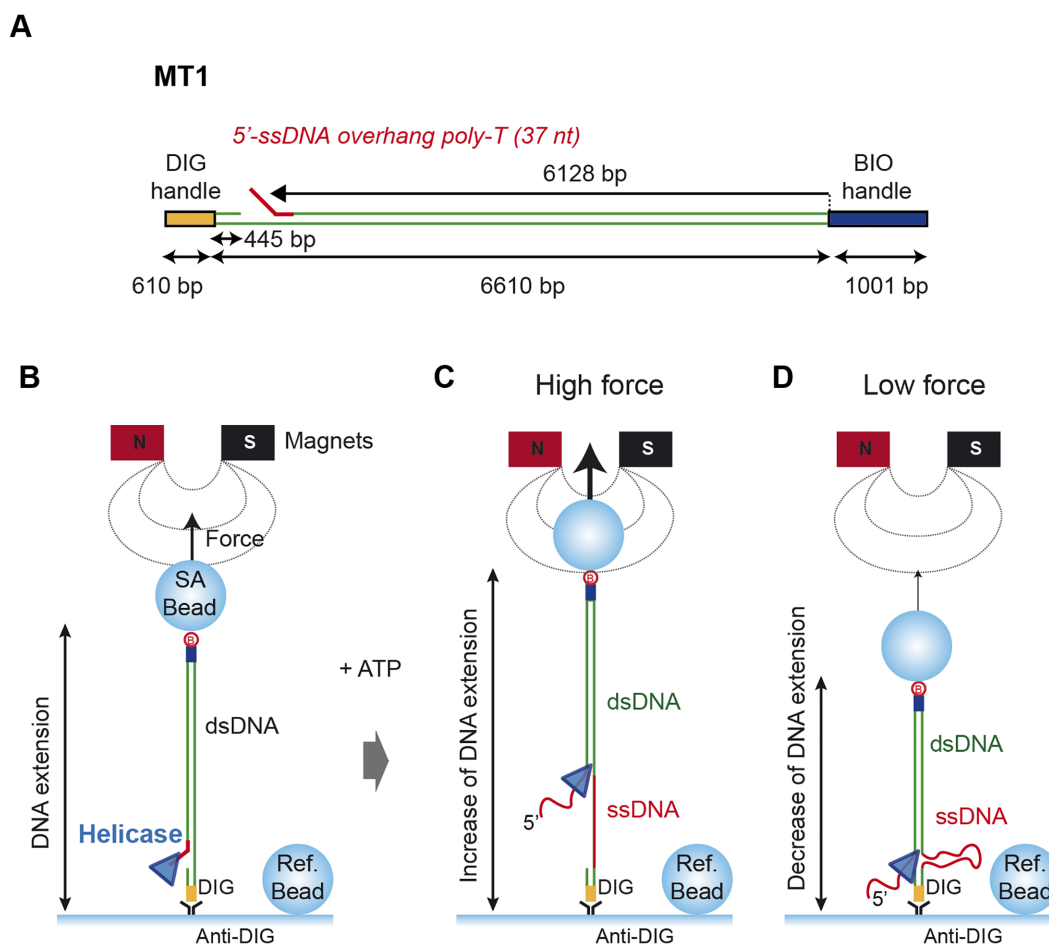 A
MT1
5'-ssDNA overhang poly-T (37 nt)
DIG
handle
6128 bp
BIO
handle
445 bp
610 bp
6610 bp
1001 bp
B
N
S
Magnets
Force
SA
Bead
B
DNA extension
dsDNA
Helicase
DIG
Ref.
Bead
Anti-DIG
+ ATP
C
High force
N
S
B
Increase of DNA extension
dsDNA
5'
ssDNA
DIG
Ref.
Bead
Anti-DIG
D
Low force
N
S
B
Decrease of DNA extension
dsDNA
ssDNA
5'
DIG
Ref.
Bead
Anti-DIG